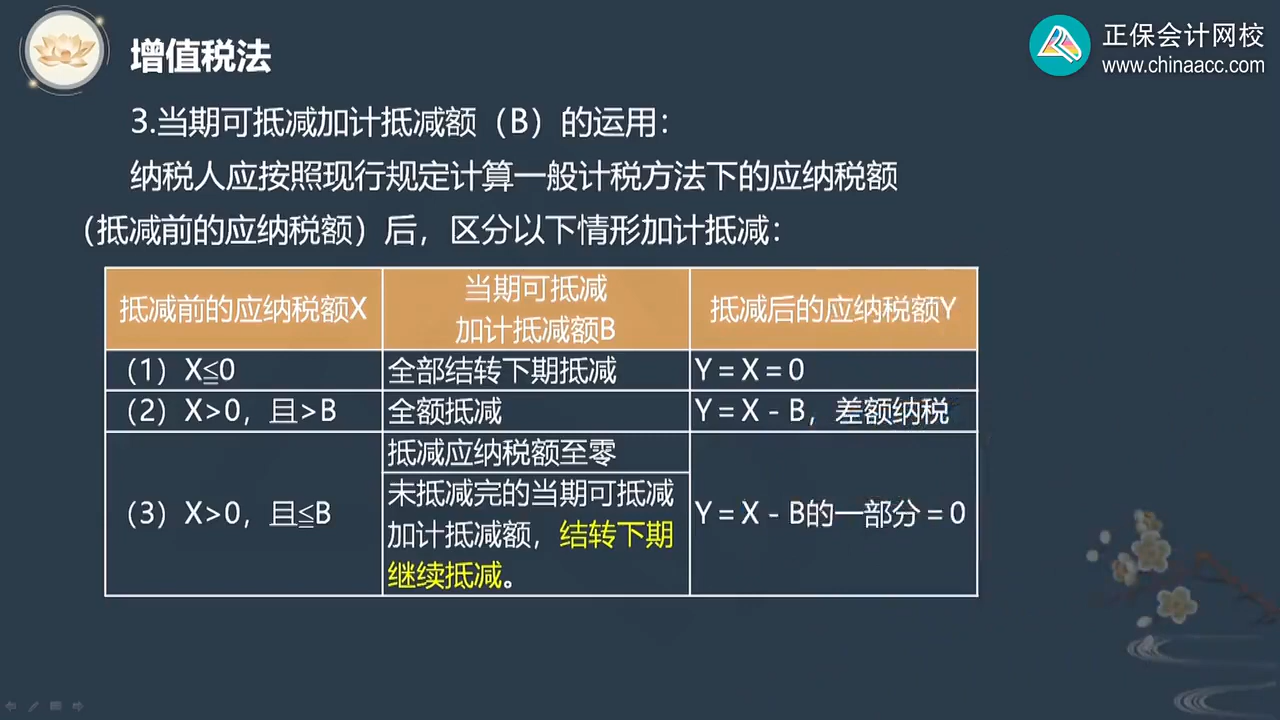 增值税法
正保会计网校
www.chinaacc.com
3.当期可抵减加计抵减额（B）的运用：
纳税人应按照现行规定计算一般计税方法下的应纳税额
（抵减前的应纳税额）后，区分以下情形加计抵减：
抵减前的应纳税额X
当期可抵减
加计抵减额B
抵减后的应纳税额Y
（1）X≦0
全部结转下期抵减
Y＝X＝0
（2）X>0，且>B
全额抵减
Y＝X－B，差额纳税
（3）X>0，且≦B
抵减应纳税额至零
未抵减完的当期可抵减
加计抵减额，结转下期
继续抵减。
Y＝X－B的一部分＝0